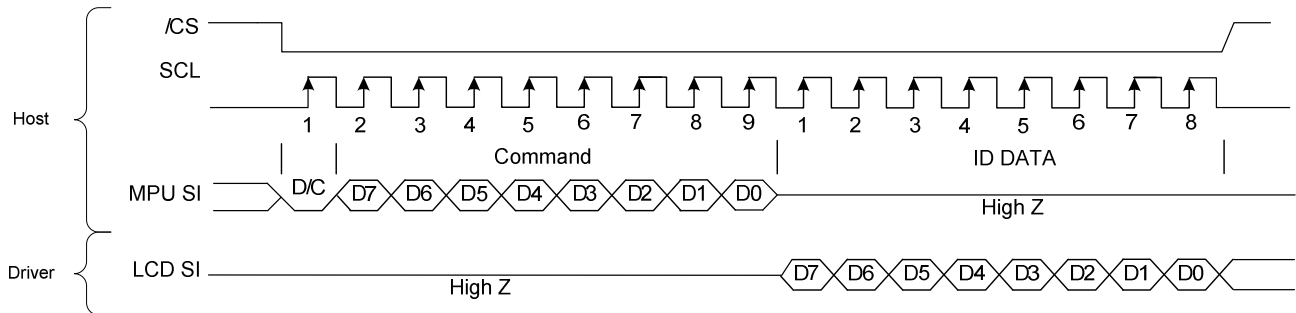 /CS
SCL
1 2 3 4 5 6 7 8 9 1 2 3 4 5 6 7 8
Host
Command ID DATA
MPU SI D/C D7 D6 D5 D4 D3 D2 D1 D0
High Z
Driver LCD SI D7 D6 D5 D4 D3 D2 D1 D0
High Z